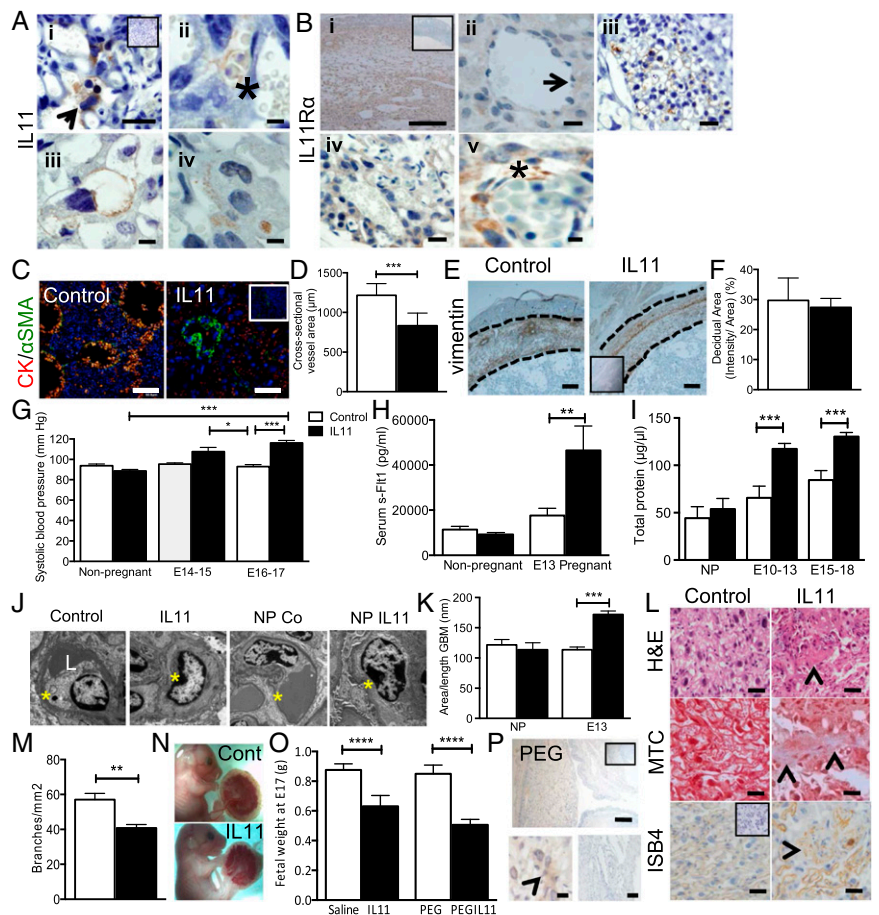 A
i
ii
*
IL11
iii
iv
B
i
ii
iii
IL11Rα
iv
v
*
C
Control
IL11
CK/αSMA
D
1500
1000
500
0
***
Cross-sectional
vessel area (µm)
E
Control
IL11
vimentin
F
40
30
20
10
0
Decidual Area
(Intensity/ Area) (%)
G
120
100
80
60
40
20
0
Systolic blood pressure (mm Hg)
***
*
***
Control
IL11
Non-pregnant
E14-15
E16-17
H
60000
40000
20000
0
Serum s-Flt1 (pg/ml)
**
Non-pregnant
E13 Pregnant
I
150
100
50
0
Total protein (µg/µl)
***
***
NP
E10-13
E15-18
J
Control
IL11
NP Co
NP IL11
L
*
*
*
*
K
200
150
100
50
0
Area/length GBM (nm)
***
NP
E13
L
Control
IL11
H&E
MTC
ISB4
M
80
60
40
20
0
Branches/mm2
**
N
Cont
IL11
O
1.0
0.8
0.6
0.4
0.2
0.0
Fetal weight at E17 (g)
****
****
Saline IL11
PEG PEGIL11
P
PEG